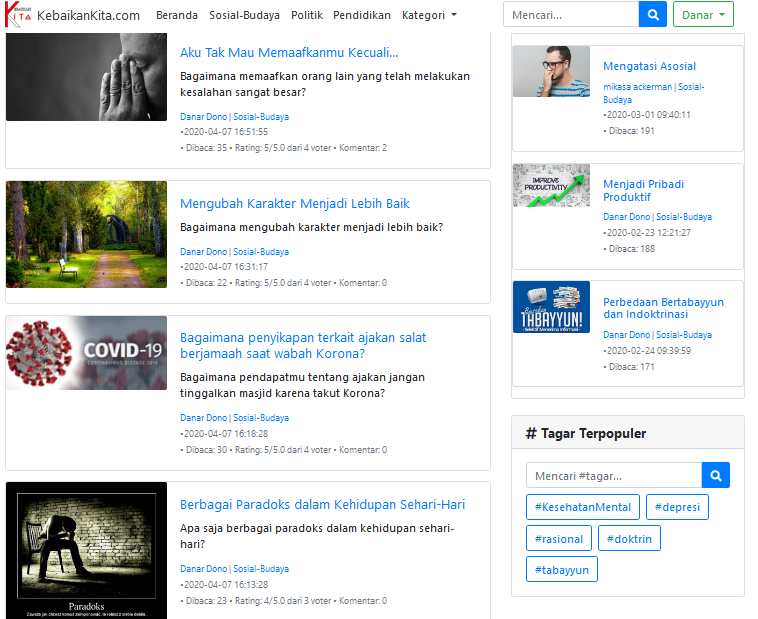 Kita KebaikanKita.com Beranda Sosial-Budaya Politik Pendidikan Kategori Mencari... Danar
Aku Tak Mau Memaafkanmu Kecuali...
Bagaimana memaafkan orang lain yang telah melakukan
kesalahan sangat besar?
Danar Dono | Sosial-Budaya
•2020-04-07 16:51:55
• Dibaca: 35 • Rating: 5/5.0 dari 4 voter • Komentar: 2
Mengubah Karakter Menjadi Lebih Baik
Bagaimana mengubah karakter menjadi lebih baik?
Danar Dono | Sosial-Budaya
•2020-04-07 16:31:17
• Dibaca: 22 • Rating: 5/5.0 dari 4 voter • Komentar: 0
COVID-19
CORONAVIRUS DISEASE 2019
Bagaimana penyikapan terkait ajakan salat
berjamaah saat wabah Korona?
Bagaimana pendapatmu tentang ajakan jangan
tinggalkan masjid karena takut Korona?
Danar Dono | Sosial-Budaya
•2020-04-07 16:18:28
• Dibaca: 30 • Rating: 5/5.0 dari 4 voter • Komentar: 0
Paradoks
Berbagai Paradoks dalam Kehidupan Sehari-Hari
Apa saja berbagai paradoks dalam kehidupan sehari-
hari?
Danar Dono | Sosial-Budaya
•2020-04-07 16:13:28
• Dibaca: 23 • Rating: 4/5.0 dari 3 voter • Komentar: 0
Mengatasi Asosial
mikasa ackerman | Sosial-
Budaya
•2020-03-01 09:40:11
• Dibaca: 191
IMPROVE
PRODUCTIVITY
Menjadi Pribadi
Produktif
Danar Dono | Sosial-Budaya
•2020-02-23 12:21:27
• Dibaca: 188
TABAYYUN!
Perbedaan Bertabayyun
dan Indoktrinasi
Danar Dono | Sosial-Budaya
•2020-02-24 09:39:59
• Dibaca: 171
# Tagar Terpopuler
Mencari #tagar...
#KesehatanMental #depresi
#rasional #doktrin
#tabayyun